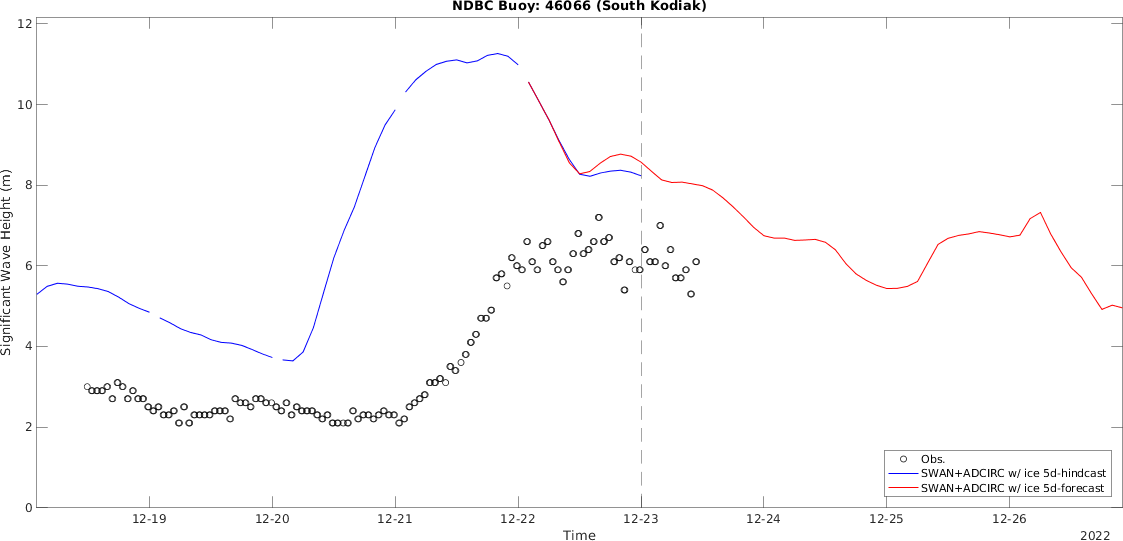 NDBC Buoy: 46066 (South Kodiak)
12
10
8
6
4
2
0
Significant Wave Height (m)
12-19 12-20 12-21 12-22 12-23 12-24 12-25 12-26
Time
2022
Obs.
SWAN+ADCIRC w/ ice 5d-hindcast
SWAN+ADCIRC w/ ice 5d-forecast